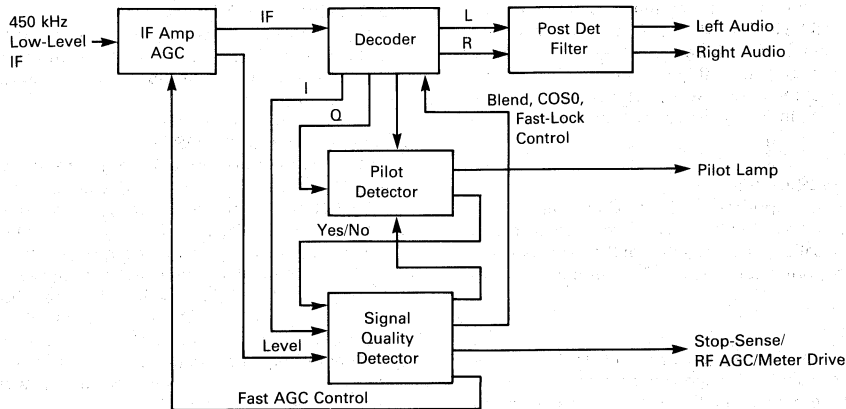 450 kHz
Low-Level
IF
IF Amp
AGC
IF
Decoder
L
R
Post Det
Filter
Left Audio
Right Audio
I
Q
Blend, COS0,
Fast-Lock
Control
Pilot
Detector
Pilot Lamp
Yes/No
Signal
Quality
Detector
Level
Stop-Sense/
RF AGC/Meter Drive
Fast AGC Control